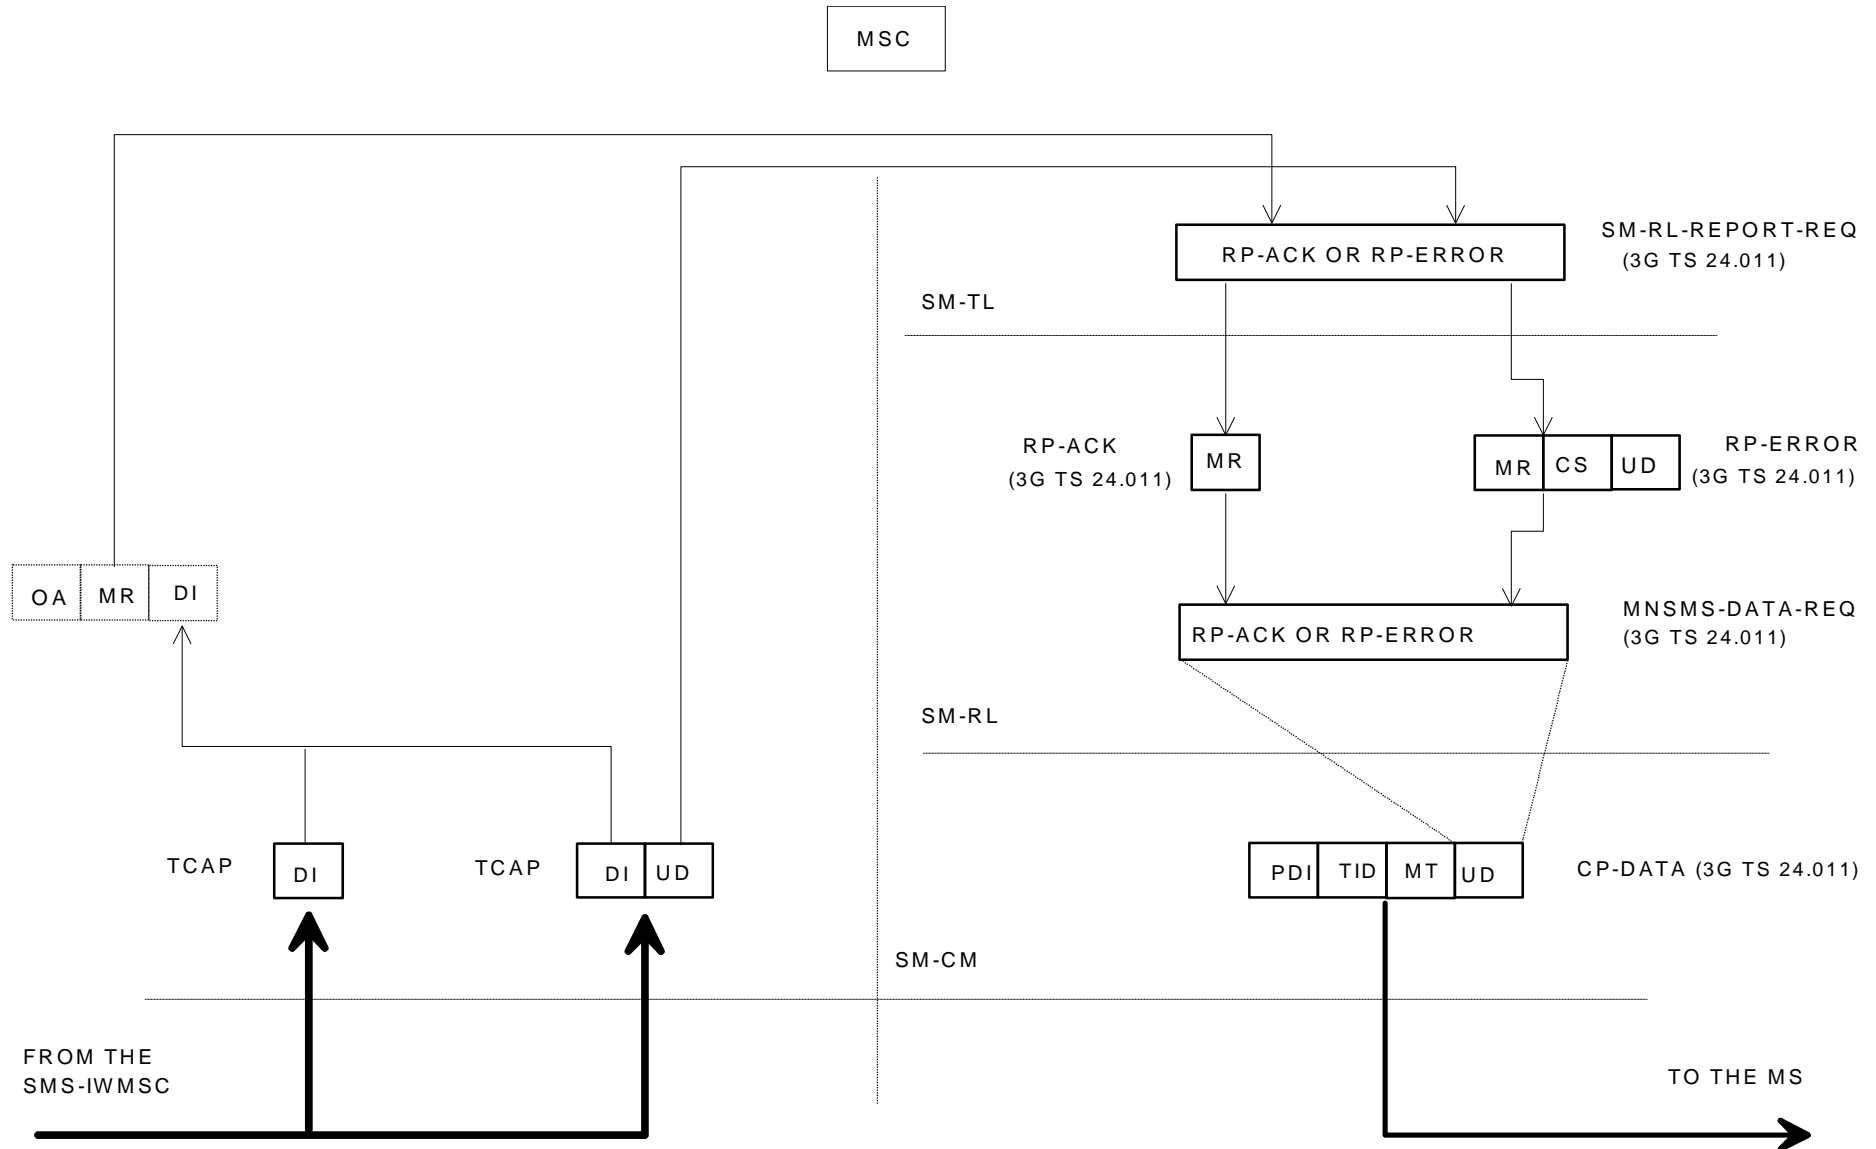 MSC
SM-RL-REPORT-REQ
(3G TS 24.011)
RP-ACK OR RP-ERROR
SM-TL
RP-ACK
(3G TS 24.011)
MR
MR CS UD
RP-ERROR
(3G TS 24.011)
OA MR DI
RP-ACK OR RP-ERROR
MNSMS-DATA-REQ
(3G TS 24.011)
SM-RL
TCAP DI
TCAP DI UD
PDI TID MT UD
CP-DATA (3G TS 24.011)
SM-CM
FROM THE
SMS-IWMSC
TO THE MS